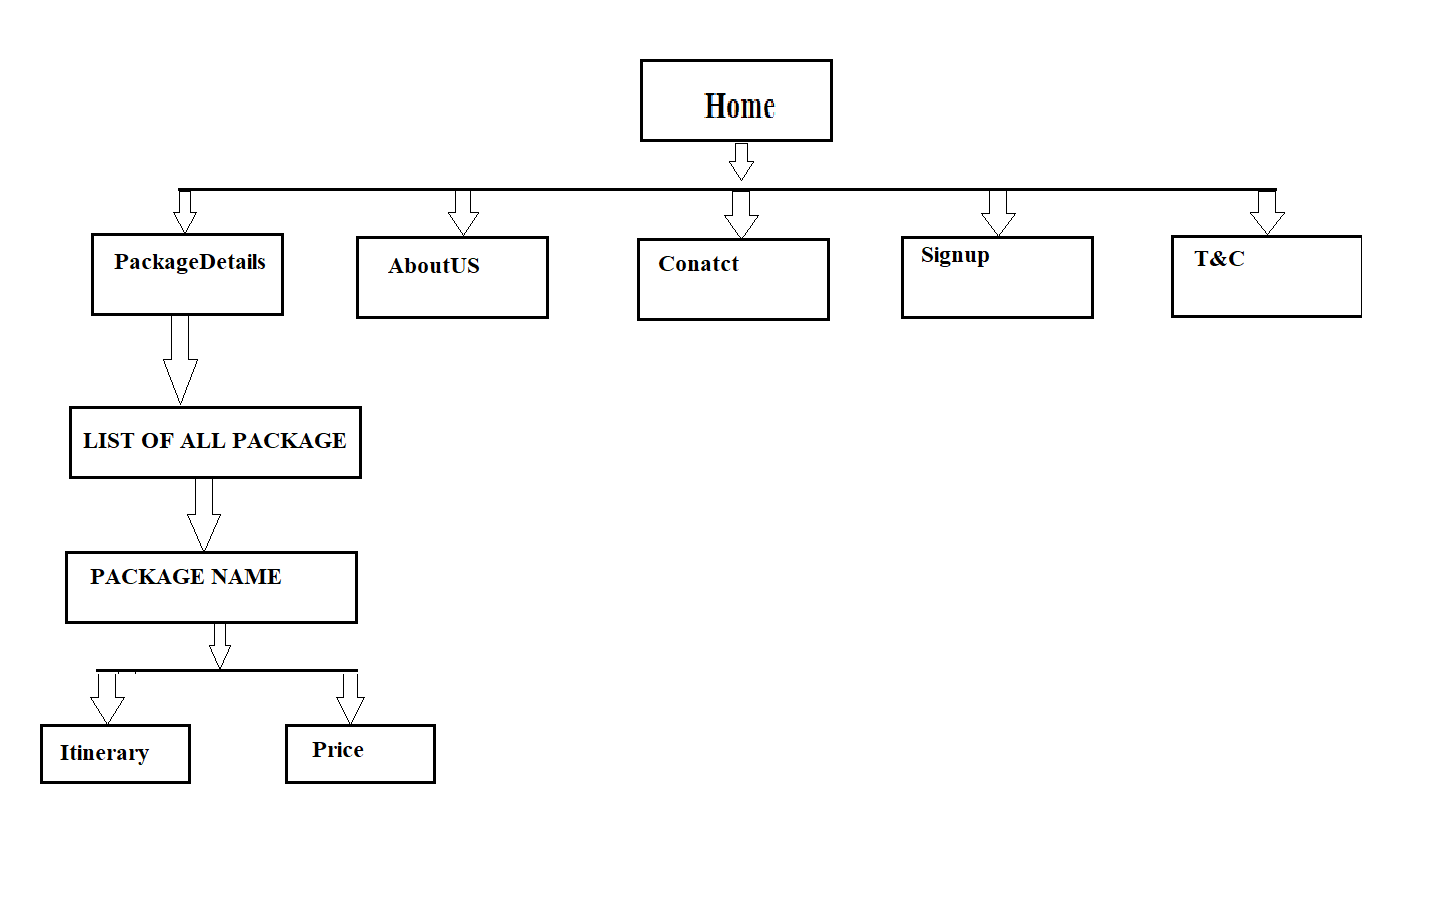 Home
PackageDetails
AboutUS
Conatct
Signup
T&C
LIST OF ALL PACKAGE
PACKAGE NAME
Itinerary
Price